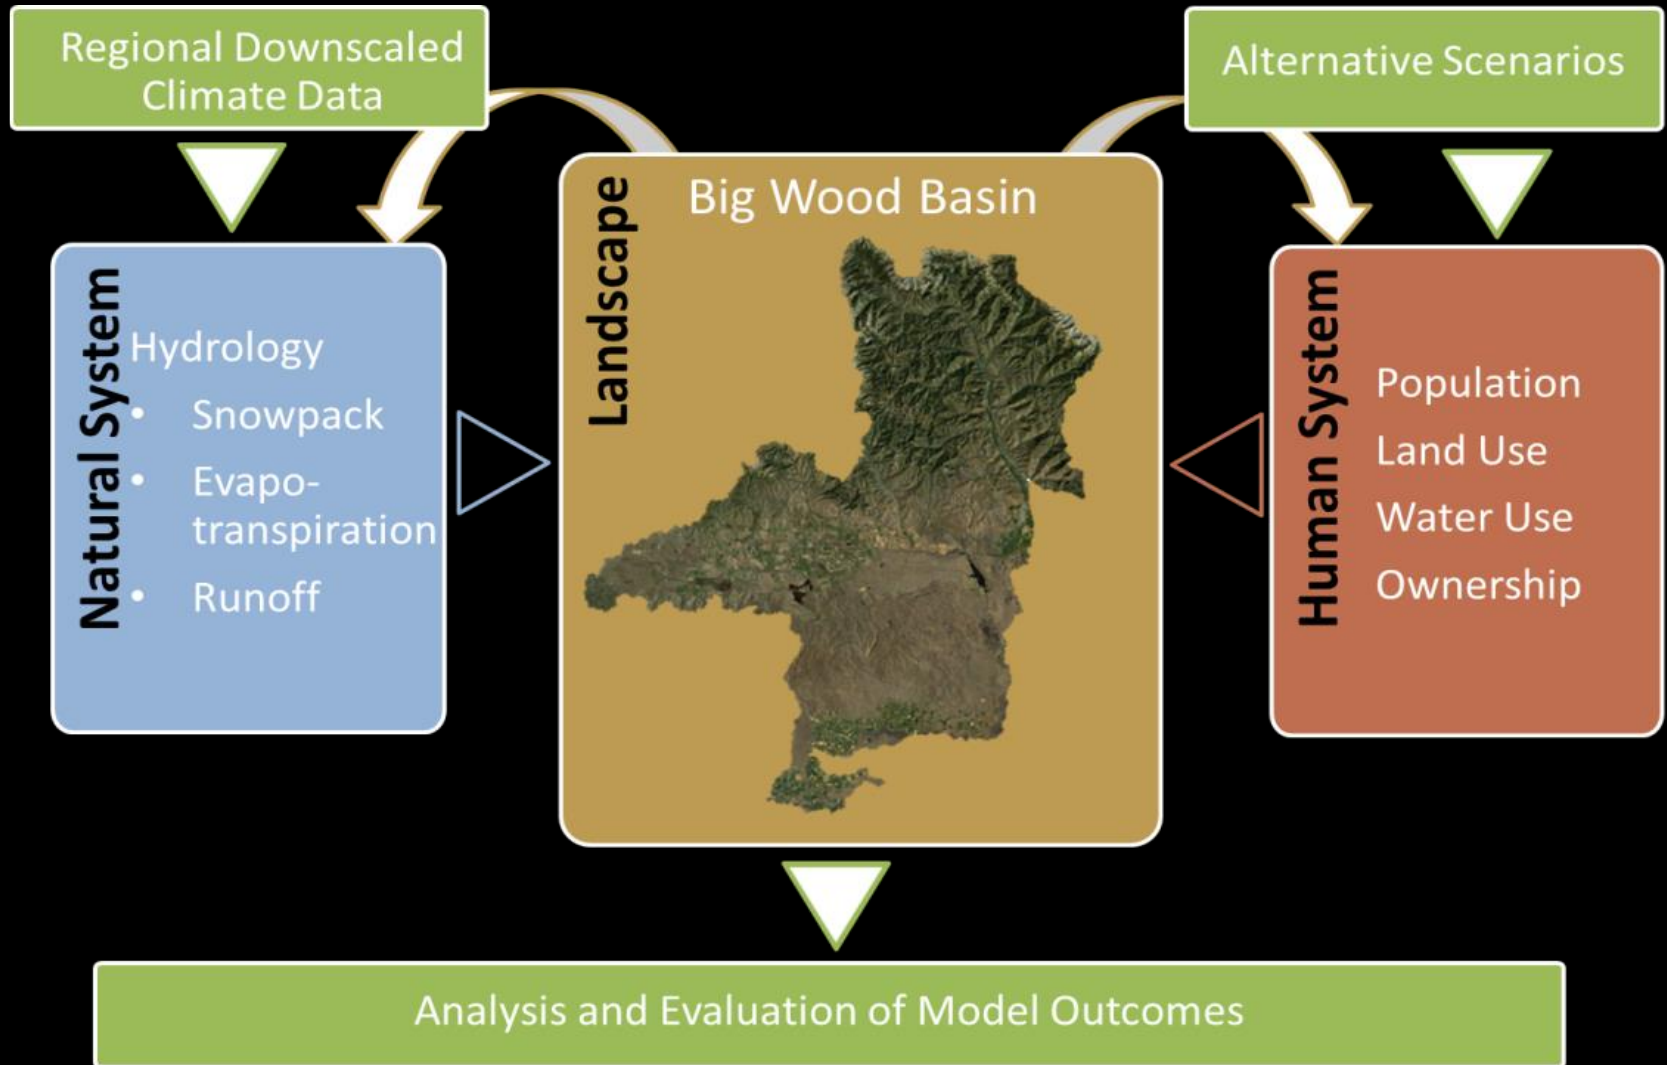 Regional Downscaled
Climate Data
Alternative Scenarios
Natural System
Hydrology
• Snowpack
• Evapo-
transpiration
• Runoff
Landscape
Big Wood Basin
Human System
Population
Land Use
Water Use
Ownership
Analysis and Evaluation of Model Outcomes